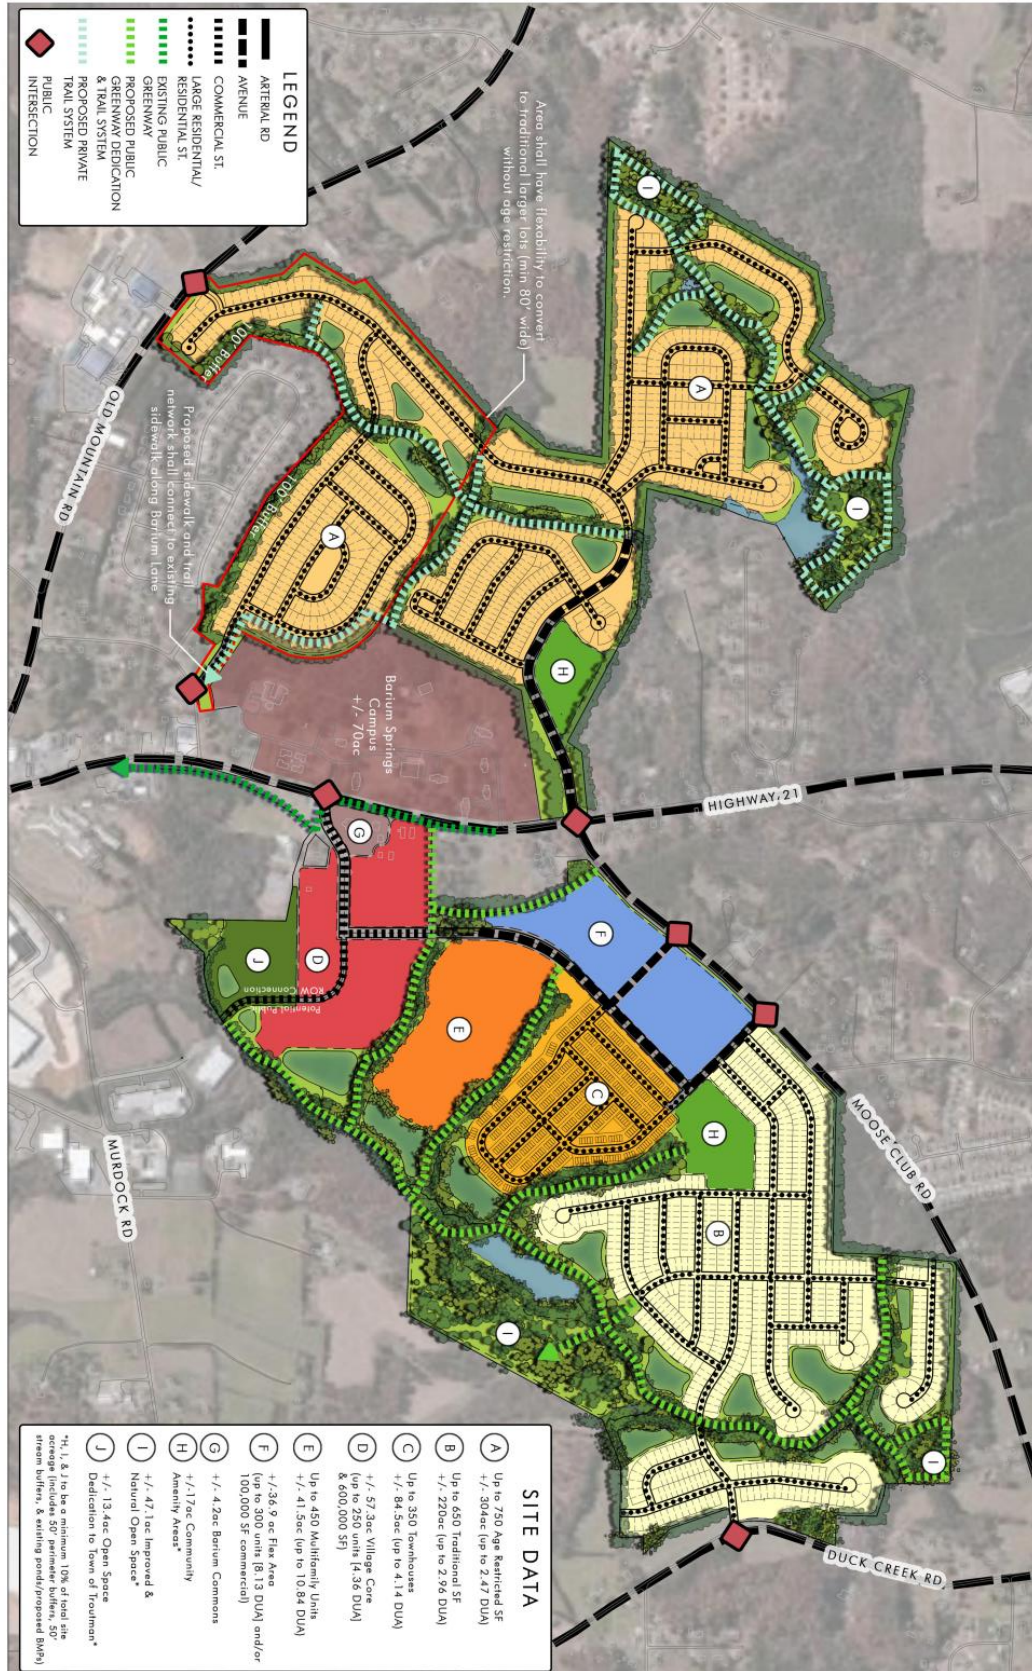 LEGEND
ARTERIAL RD
AVENUE
COMMERCIAL ST.
LARGE RESIDENTIAL/
RESIDENTIAL ST.
EXISTING PUBLIC
GREENWAY
PROPOSED PUBLIC
GREENWAY DEDICATION
& TRAIL SYSTEM
PROPOSED PRIVATE
TRAIL SYSTEM
PUBLIC
INTERSECTION
Area shall have flexability to convert
to traditional larger lots (min 80' wide)
without age restriction.
I
A
I
100' Buffer
100' Buffer
A
H
OLD MOUNTAIN RD
Proposed sidewalk and trail
network shall connect to existing
sidewalk along Barium Lane
Barium Springs
Campus
+/- 70ac
HIGHWAY 21
G
F
J
D
Potential Public
ROW Connection
E
C
H
B
I
I
MOOSE CLUB RD
MURDOCK RD
DUCK CREEK RD
SITE DATA
A Up to 750 Age Restricted SF
+/- 304ac (up to 2.47 DUA)
B Up to 650 Traditional SF
+/- 220ac (up to 2.96 DUA)
C Up to 350 Townhouses
+/- 84.5ac (up to 4.14 DUA)
D +/- 57.3ac Village Core
(up to 250 units [4.36 DUA]
& 600,000 SF)
E Up to 450 Multifamily Units
+/- 41.5ac (up to 10.84 DUA)
F +/-36.9 ac Flex Area
(up to 300 units [8.13 DUA] and/or
100,000 SF commercial)
G +/- 4.2ac Barium Commons
H +/-17ac Community
Amenity Areas*
I +/- 47.1ac Improved &
Natural Open Space*
J +/- 13.4ac Open Space
Dedication to Town of Troutman*
*H, I, & J to be a minimum 10% of total site
acreage (includes 50' perimeter buffers, 50'
stream buffers, & existing ponds/proposed BMPs)